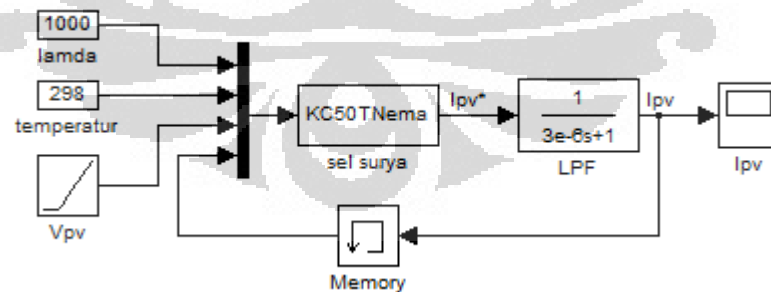 1000
lamda
298
temperatur
Vpv
KC50TNema
sel surya
Ipv*
1
3e-6s+1
LPF
Ipv
Ipv
Memory